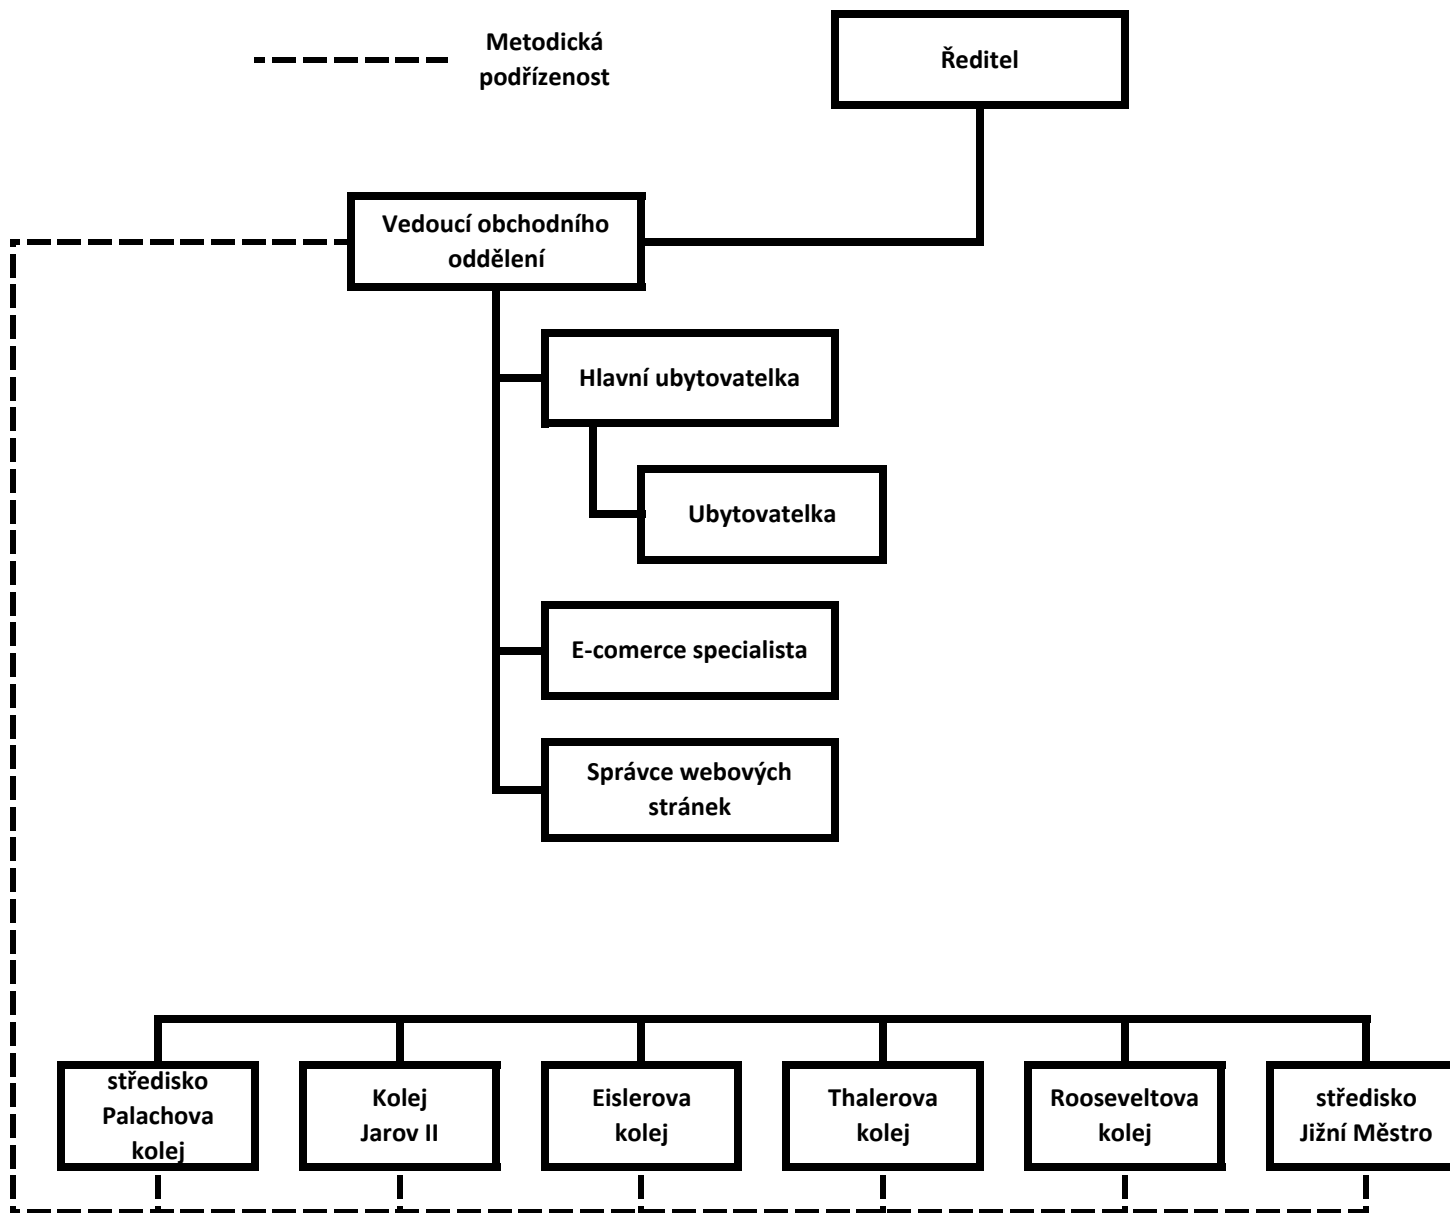 Metodická
podřízenost
Ředitel
Vedoucí obchodního
oddělení
Hlavní ubytovatelka
Ubytovatelka
E-comerce specialista
Správce webových
stránek
středisko
Palachova
kolej
Kolej
Jarov II
Eislerova
kolej
Thalerova
kolej
Rooseveltova
kolej
středisko
Jižní Městro